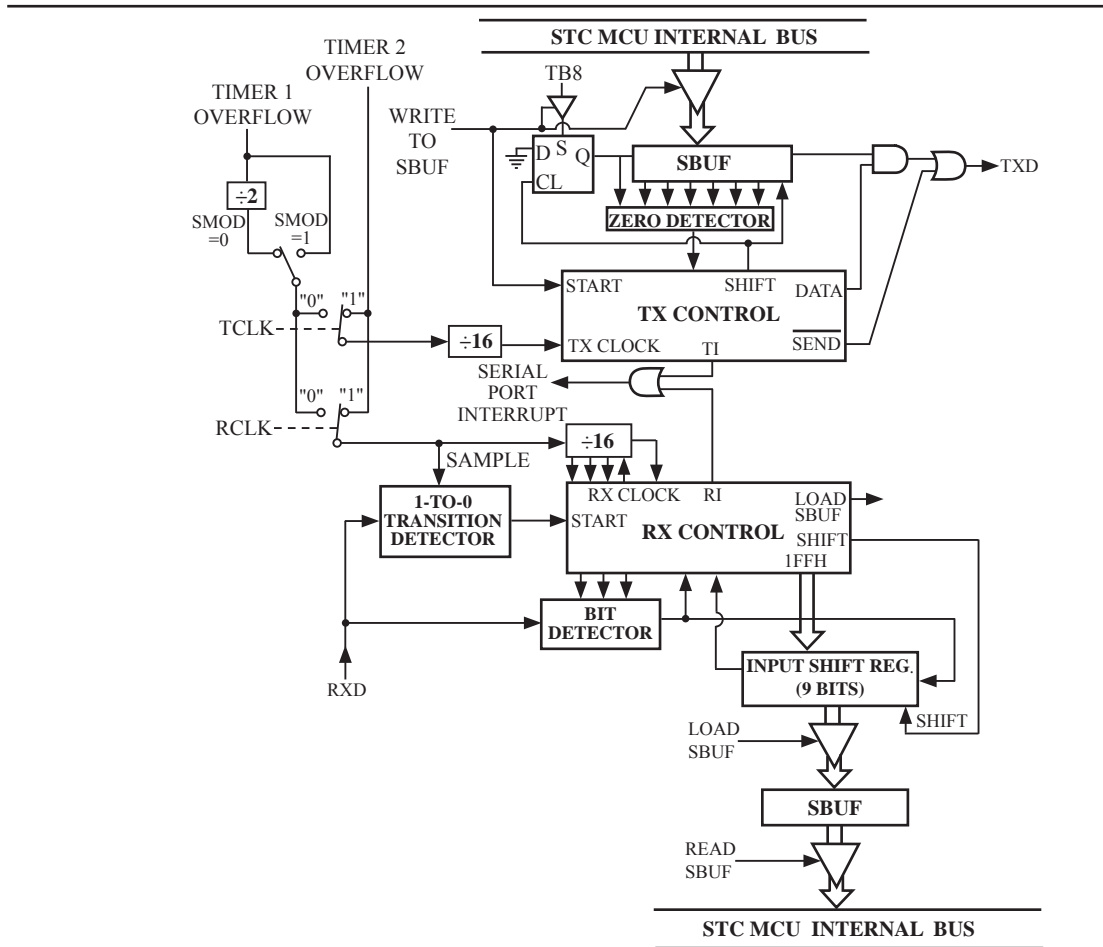 STC MCU INTERNAL BUS
TIMER 2
OVERFLOW
TIMER 1
OVERFLOW
TB8
WRITE
TO
SBUF
D S Q
CL
SBUF
TXD
÷2
ZERO DETECTOR
SMOD
=0
SMOD
=1
START
SHIFT
DATA
TX CONTROL
"0" "1"
TCLK
÷16
TX CLOCK
TI
SEND
SERIAL
PORT
INTERRUPT
"0" "1"
RCLK
÷16
SAMPLE
RX CLOCK
RI
LOAD
SBUF
1-TO-0
TRANSITION
DETECTOR
START
RX CONTROL
SHIFT
1FFH
BIT
DETECTOR
RXD
INPUT SHIFT REG.
(9 BITS)
SHIFT
LOAD
SBUF
SBUF
READ
SBUF
STC MCU INTERNAL BUS